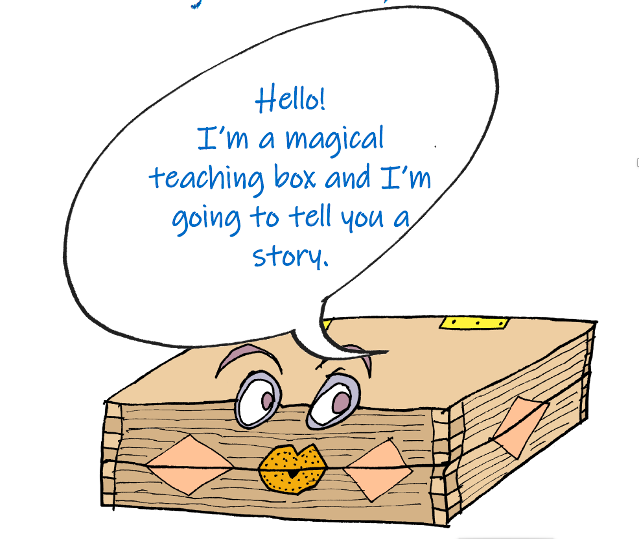 Hello!
I'm a magical
teaching box and I'm
going to tell you a
story.